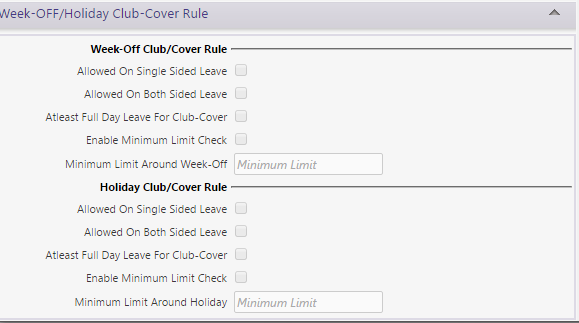 Week-OFF/Holiday Club-Cover Rule
Week-Off Club/Cover Rule
Allowed On Single Sided Leave
Allowed On Both Sided Leave
Atleast Full Day Leave For Club-Cover
Enable Minimum Limit Check
Minimum Limit Around Week-Off Minimum Limit
Holiday Club/Cover Rule
Allowed On Single Sided Leave
Allowed On Both Sided Leave
Atleast Full Day Leave For Club-Cover
Enable Minimum Limit Check
Minimum Limit Around Holiday Minimum Limit